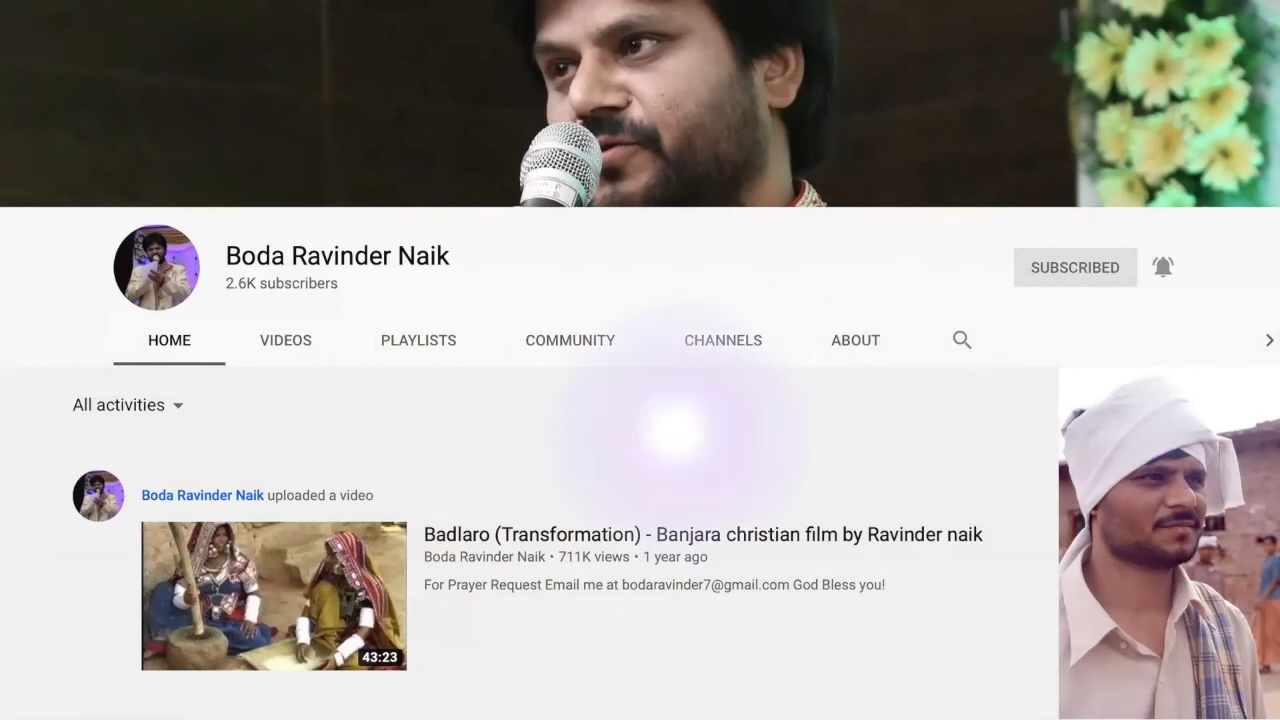 Boda Ravinder Naik
2.6K subscribers
SUBSCRIBED
HOME VIDEOS PLAYLISTS COMMUNITY CHANNELS ABOUT
All activities
Boda Ravinder Naik uploaded a video
Badlaro (Transformation) - Banjara christian film by Ravinder naik
Boda Ravinder Naik • 711K views • 1 year ago
For Prayer Request Email me at bodaravinder7@gmail.com God Bless you!
43:23